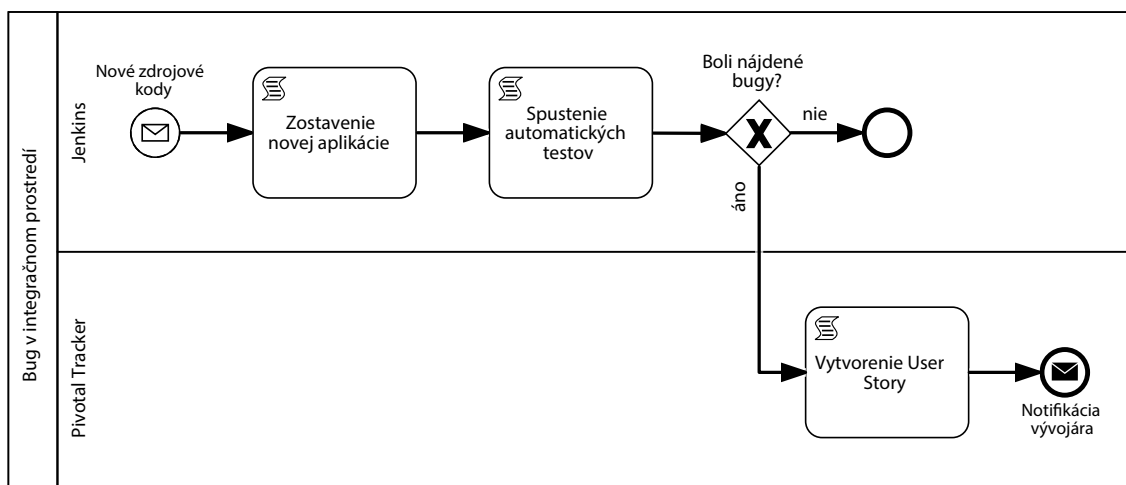 Bug v integračnom prostredí
Jenkins
Nové zdrojové
kody
Zostavenie
novej aplikácie
Spustenie
automatických
testov
Boli nájdené
bugy?
nie
áno
Pivotal Tracker
Vytvorenie User
Story
Notifikácia
vývojára